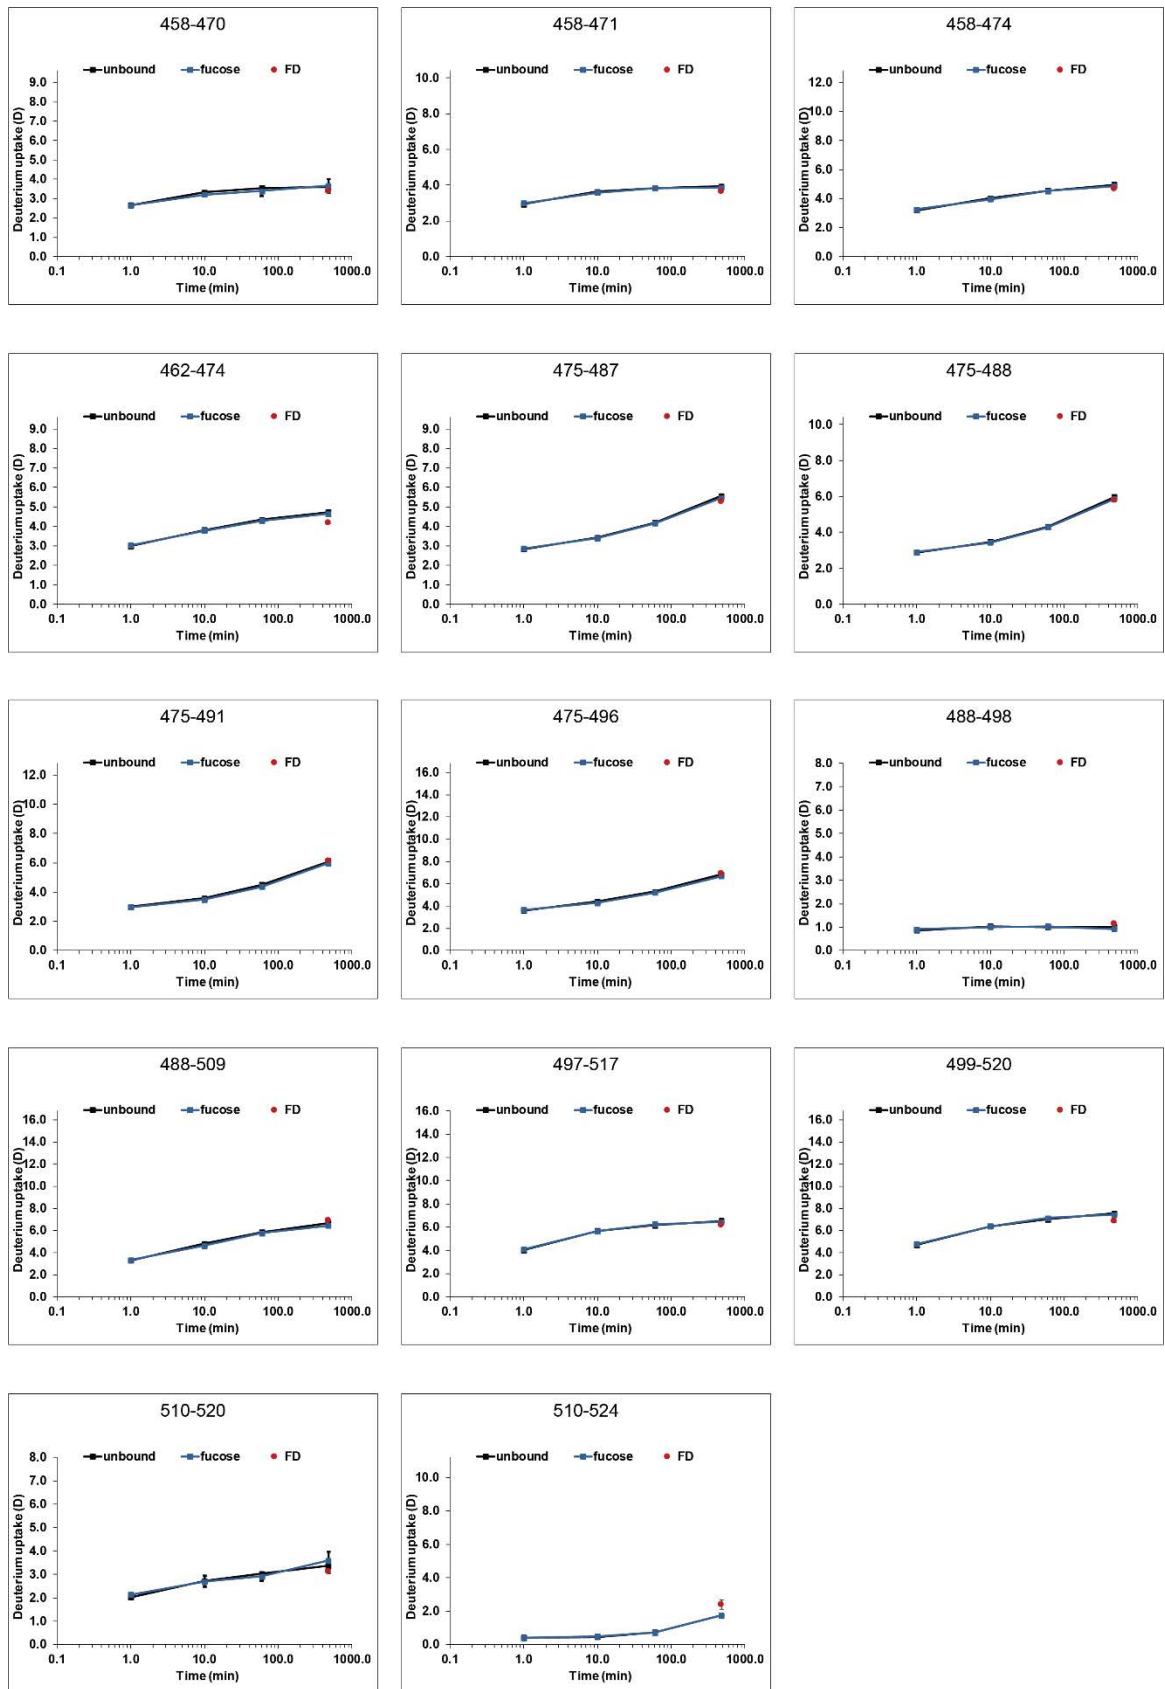 458-470
unbound fucose FD
Deuterium uptake (D)
9.0
8.0
7.0
6.0
5.0
4.0
3.0
2.0
1.0
0.0
0.1 1.0 10.0 100.0 1000.0
Time (min)
458-471
unbound fucose FD
Deuterium uptake (D)
10.0
8.0
6.0
4.0
2.0
0.0
0.1 1.0 10.0 100.0 1000.0
Time (min)
458-474
unbound fucose FD
Deuterium uptake (D)
12.0
10.0
8.0
6.0
4.0
2.0
0.0
0.1 1.0 10.0 100.0 1000.0
Time (min)
462-474
unbound fucose FD
Deuterium uptake (D)
9.0
8.0
7.0
6.0
5.0
4.0
3.0
2.0
1.0
0.0
0.1 1.0 10.0 100.0 1000.0
Time (min)
475-487
unbound fucose FD
Deuterium uptake (D)
9.0
8.0
7.0
6.0
5.0
4.0
3.0
2.0
1.0
0.0
0.1 1.0 10.0 100.0 1000.0
Time (min)
475-488
unbound fucose FD
Deuterium uptake (D)
10.0
8.0
6.0
4.0
2.0
0.0
0.1 1.0 10.0 100.0 1000.0
Time (min)
475-491
unbound fucose FD
Deuterium uptake (D)
12.0
10.0
8.0
6.0
4.0
2.0
0.0
0.1 1.0 10.0 100.0 1000.0
Time (min)
475-496
unbound fucose FD
Deuterium uptake (D)
16.0
14.0
12.0
10.0
8.0
6.0
4.0
2.0
0.0
0.1 1.0 10.0 100.0 1000.0
Time (min)
488-498
unbound fucose FD
Deuterium uptake (D)
8.0
7.0
6.0
5.0
4.0
3.0
2.0
1.0
0.0
0.1 1.0 10.0 100.0 1000.0
Time (min)
488-509
unbound fucose FD
Deuterium uptake (D)
16.0
14.0
12.0
10.0
8.0
6.0
4.0
2.0
0.0
0.1 1.0 10.0 100.0 1000.0
Time (min)
497-517
unbound fucose FD
Deuterium uptake (D)
16.0
14.0
12.0
10.0
8.0
6.0
4.0
2.0
0.0
0.1 1.0 10.0 100.0 1000.0
Time (min)
499-520
unbound fucose FD
Deuterium uptake (D)
16.0
14.0
12.0
10.0
8.0
6.0
4.0
2.0
0.0
0.1 1.0 10.0 100.0 1000.0
Time (min)
510-520
unbound fucose FD
Deuterium uptake (D)
8.0
7.0
6.0
5.0
4.0
3.0
2.0
1.0
0.0
0.1 1.0 10.0 100.0 1000.0
Time (min)
510-524
unbound fucose FD
Deuterium uptake (D)
10.0
8.0
6.0
4.0
2.0
0.0
0.1 1.0 10.0 100.0 1000.0
Time (min)